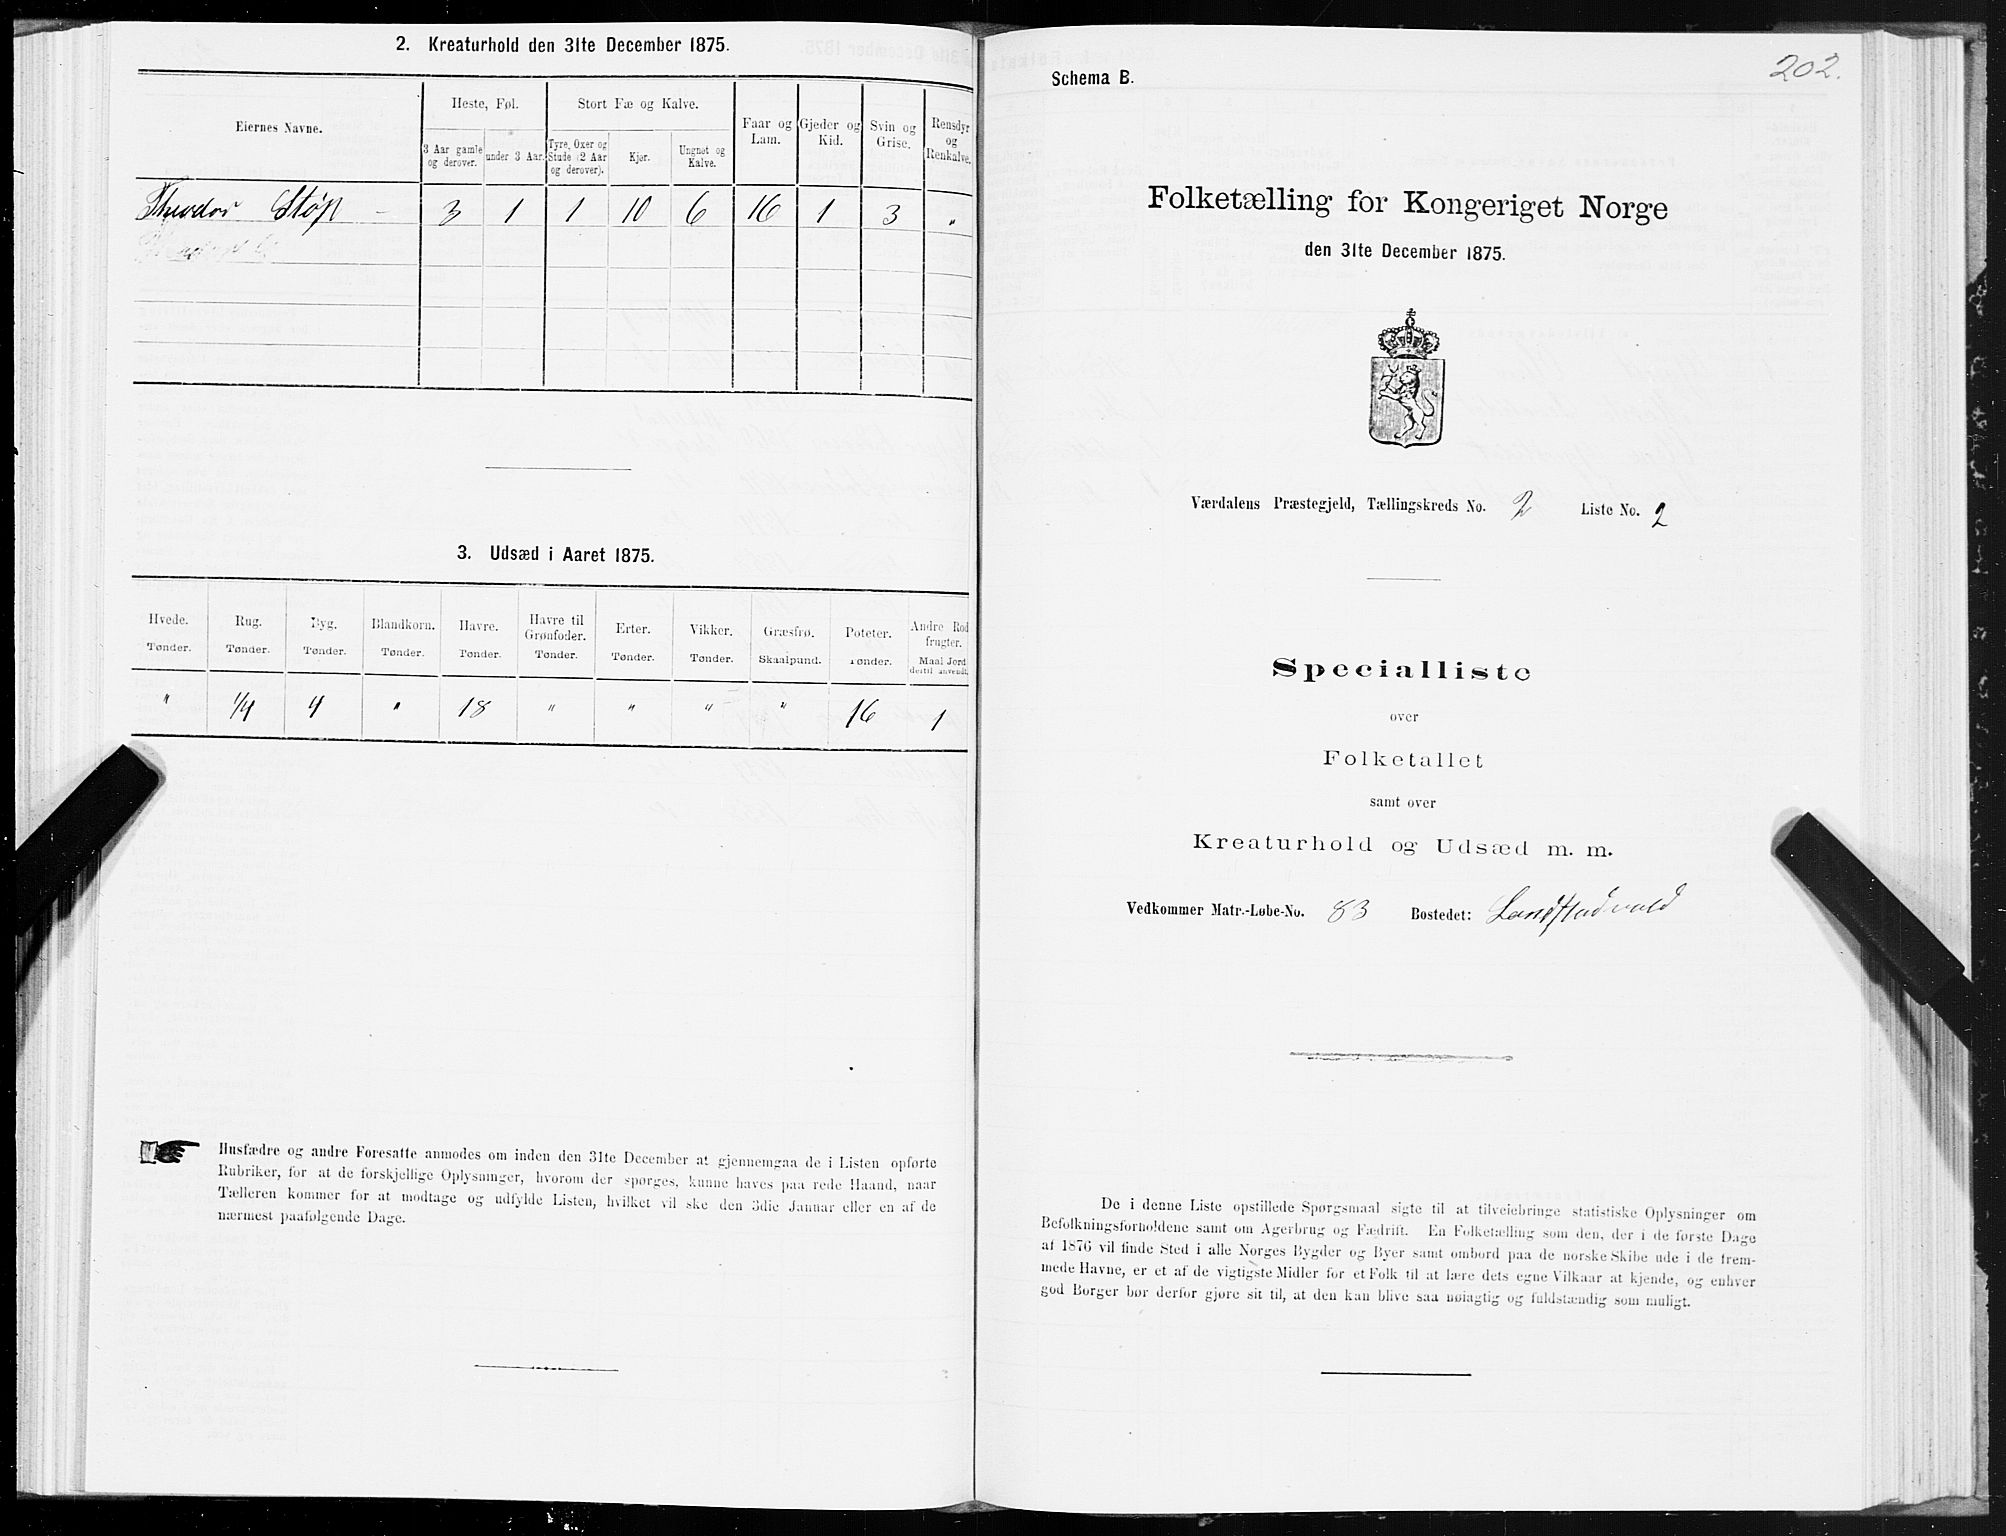 2. Kreaturhold den 31te December 1875.
Eiernes Navne.
Heste, Føl.
Stort Fæ og Kalve.
Faar og Lam.
Gjeder og Kid.
Svin og Grise.
Rensdyr og Renkalve.
3 Aar gamle og derover.
under 3 Aar.
Tyre, Oxer og Stude (2 Aar og derover).
Kjør.
Ungnøt og Kalve.
Theodor Støp - 3 1 1 10 6 16 1 3 "
3. Udsæd i Aaret 1875.
Hvede. Rug. Byg. Blandkorn. Havre. Havre til Grønfoder. Erter. Vikker. Græsfrø. Poteter. Andre Rodfrugter.
Tønder. Tønder. Tønder. Tønder. Tønder. Tønder. Tønder. Tønder. Skaalpund. Tønder. Maal Jord dertil anvendt.
" 1/4 4 " 18 " " " " 16 1
Husfædre og andre Foresatte anmodes om inden den 31te December at gjennemgaa de i Listen opførte
Rubriker, for at de forskjellige Oplysninger, hvorom der spørges, kunne haves paa rede Haand, naar
Tælleren kommer for at modtage og udfylde Listen, hvilket vil ske den 3die Januar eller en af de
nærmest paafølgende Dage.
202.
Schema B.
Folketælling for Kongeriget Norge
den 31te December 1875.
Værdalens Præstegjeld, Tællingskreds No. 2 Liste No. 2
Specialliste
over
Folketallet
samt over
Kreaturhold og Udsæd m. m.
Vedkommer Matr.-Løbe-No. 83 Bostedet: Landstadvald
De i denne Liste opstillede Spørgsmaal sigte til at tilveiebringe statistiske Oplysninger om
Befolkningsforholdene samt om Agerbrug og Fædrift. En Folketælling som den, der i de første Dage
af 1876 vil finde Sted i alle Norges Bygder og Byer samt ombord paa de norske Skibe ude i de frem-
mede Havne, er et af de vigtigste Midler for et Folk til at lære dets egne Vilkaar at kjende, og enhver
god Borger bør derfor gjøre sit til, at den kan blive saa nøiagtig og fuldstændig som muligt.